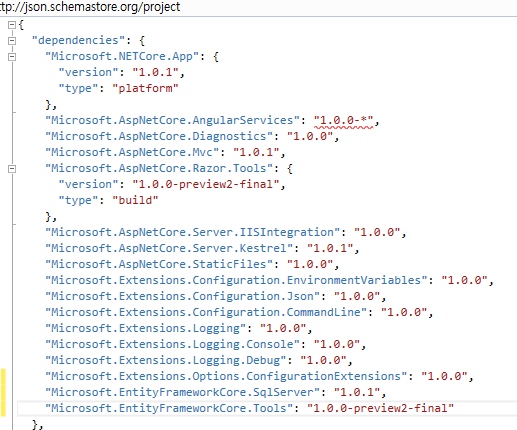 ttp://json.schemastore.org/project
{
"dependencies": {
"Microsoft.NETCore.App": {
"version": "1.0.1",
"type": "platform"
},
"Microsoft.AspNetCore.AngularServices": "1.0.0-*",
"Microsoft.AspNetCore.Diagnostics": "1.0.0",
"Microsoft.AspNetCore.Mvc": "1.0.1",
"Microsoft.AspNetCore.Razor.Tools": {
"version": "1.0.0-preview2-final",
"type": "build"
},
"Microsoft.AspNetCore.Server.IISIntegration": "1.0.0",
"Microsoft.AspNetCore.Server.Kestrel": "1.0.1",
"Microsoft.AspNetCore.StaticFiles": "1.0.0",
"Microsoft.Extensions.Configuration.EnvironmentVariables": "1.0.0",
"Microsoft.Extensions.Configuration.Json": "1.0.0",
"Microsoft.Extensions.Configuration.CommandLine": "1.0.0",
"Microsoft.Extensions.Logging": "1.0.0",
"Microsoft.Extensions.Logging.Console": "1.0.0",
"Microsoft.Extensions.Logging.Debug": "1.0.0",
"Microsoft.Extensions.Options.ConfigurationExtensions": "1.0.0",
"Microsoft.EntityFrameworkCore.SqlServer": "1.0.1",
"Microsoft.EntityFrameworkCore.Tools": "1.0.0-preview2-final"
},